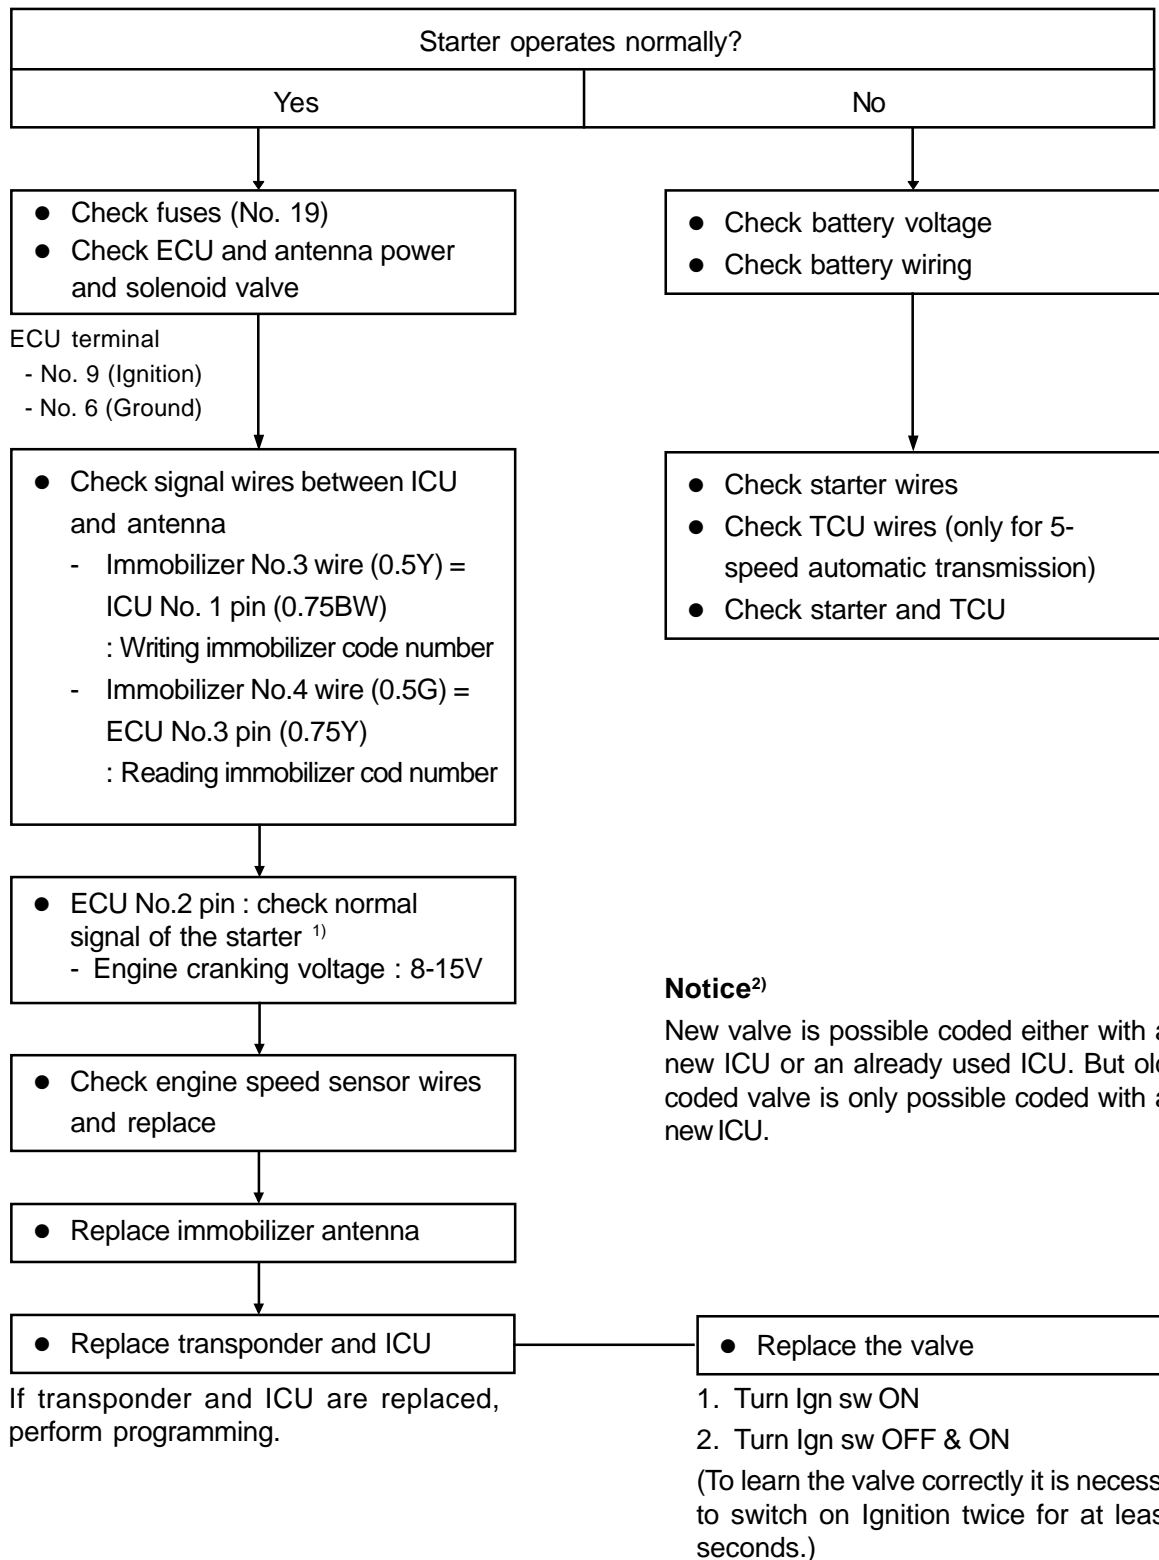 Starter operates normally?
Yes
No
● Check fuses (No. 19)
● Check ECU and antenna power
and solenoid valve
ECU terminal
- No. 9 (Ignition)
- No. 6 (Ground)
● Check signal wires between ICU
and antenna
- Immobilizer No.3 wire (0.5Y) =
ICU No. 1 pin (0.75BW)
: Writing immobilizer code number
- Immobilizer No.4 wire (0.5G) =
ECU No.3 pin (0.75Y)
: Reading immobilizer cod number
● ECU No.2 pin : check normal
signal of the starter 1)
- Engine cranking voltage : 8-15V
● Check engine speed sensor wires
and replace
● Replace immobilizer antenna
● Replace transponder and ICU
If transponder and ICU are replaced,
perform programming.
● Check battery voltage
● Check battery wiring
● Check starter wires
● Check TCU wires (only for 5-
speed automatic transmission)
● Check starter and TCU
Notice2)
New valve is possible coded either with a
new ICU or an already used ICU. But old
coded valve is only possible coded with a
new ICU.
● Replace the valve
1. Turn Ign sw ON
2. Turn Ign sw OFF & ON
(To learn the valve correctly it is
to switch on Ignition twice for at
seconds.)